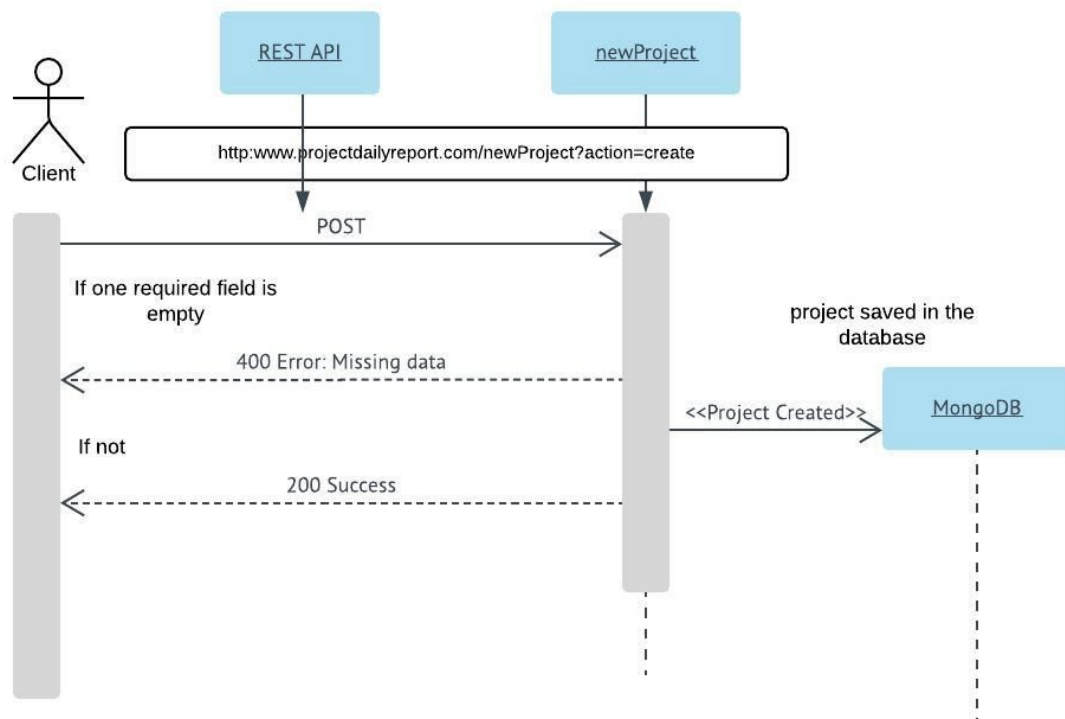 REST API
newProject
http:www.projectdailyreport.com/newProject?action=create
Client
POST
If one required field is
empty
project saved in the
database
400 Error: Missing data
<<Project Created>>
MongoDB
If not
200 Success